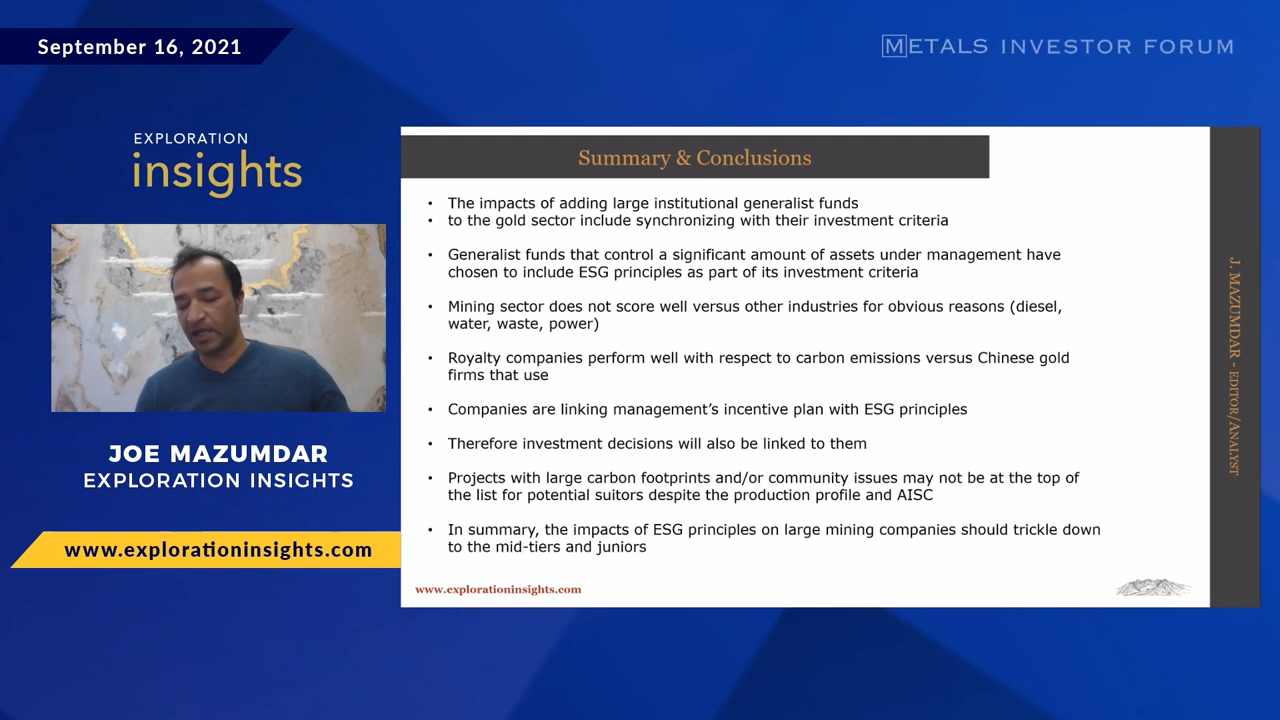 September 16, 2021
METALS INVESTOR FORUM
EXPLORATION
insights
JOE MAZUMDAR
EXPLORATION INSIGHTS
www.explorationinsights.com
Summary & Conclusions
• The impacts of adding large institutional generalist funds
• to the gold sector include synchronizing with their investment criteria
• Generalist funds that control a significant amount of assets under management have
chosen to include ESG principles as part of its investment criteria
• Mining sector does not score well versus other industries for obvious reasons (diesel,
water, waste, power)
• Royalty companies perform well with respect to carbon emissions versus Chinese gold
firms that use
• Companies are linking management’s incentive plan with ESG principles
• Therefore investment decisions will also be linked to them
• Projects with large carbon footprints and/or community issues may not be at the top of
the list for potential suitors despite the production profile and AISC
• In summary, the impacts of ESG principles on large mining companies should trickle down
to the mid-tiers and juniors
www.explorationinsights.com
J. MAZUMDAR - EDITOR/ANALYST